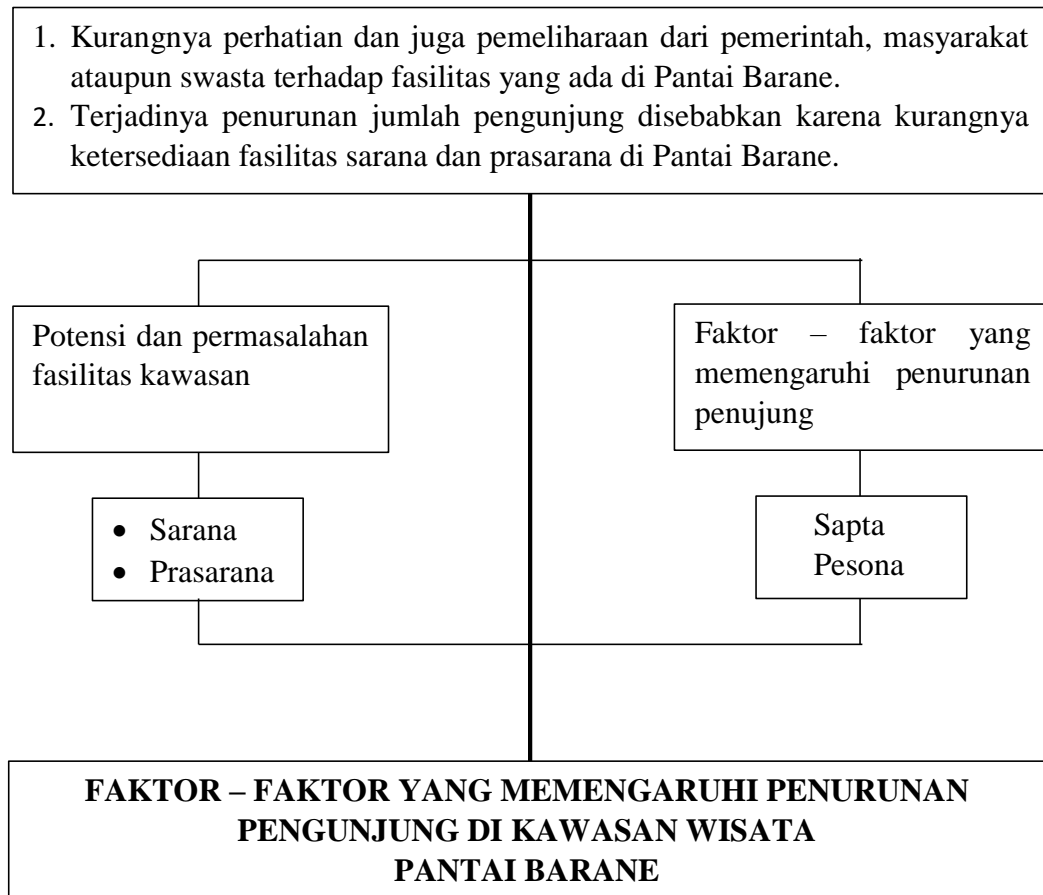 1. Kurangnya perhatian dan juga pemeliharaan dari pemerintah, masyarakat
ataupun swasta terhadap fasilitas yang ada di Pantai Barane.
2. Terjadinya penurunan jumlah pengunjung disebabkan karena kurangnya
ketersediaan fasilitas sarana dan prasarana di Pantai Barane.
Potensi dan permasalahan
fasilitas kawasan
Faktor – faktor yang
memengaruhi penurunan
penujung
• Sarana
• Prasarana
Sapta
Pesona
FAKTOR – FAKTOR YANG MEMENGARUHI PENURUNAN
PENGUNJUNG DI KAWASAN WISATA
PANTAI BARANE